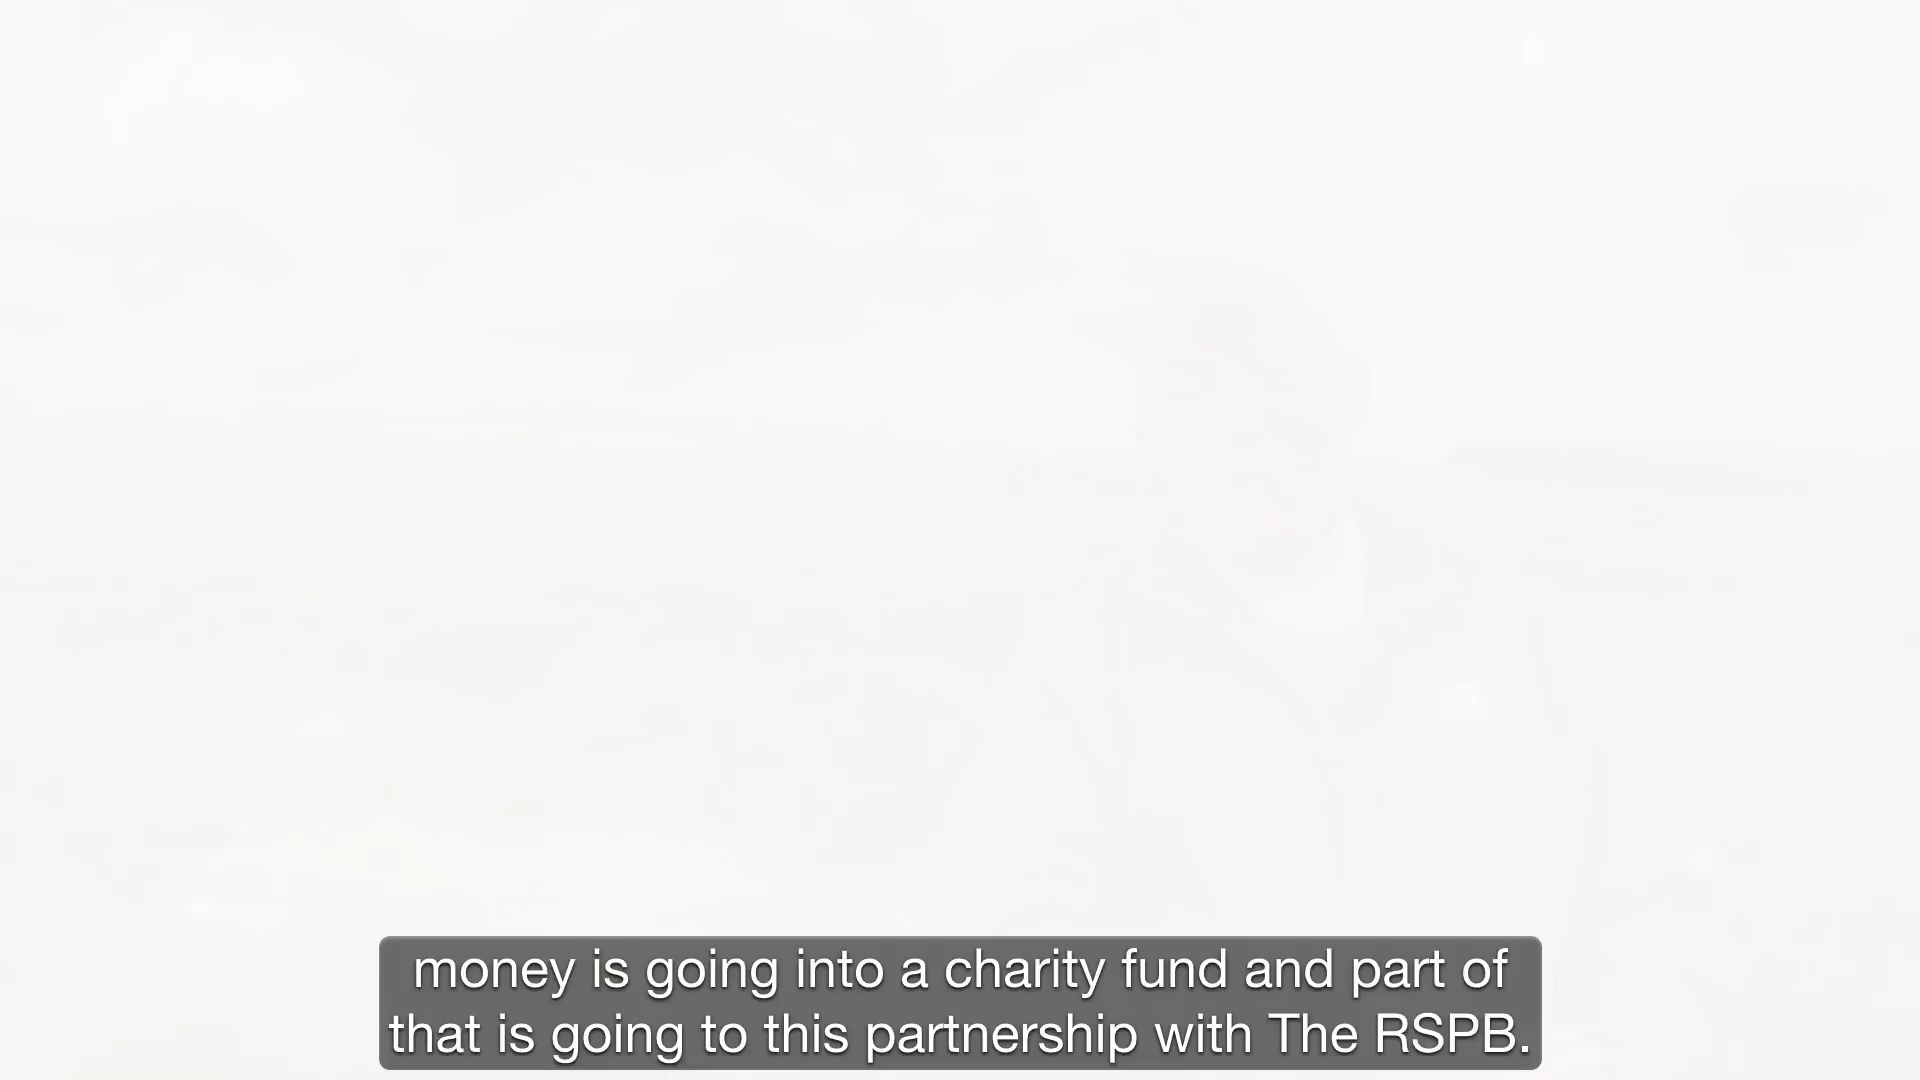 money is going into a charity fund and part of
that is going to this partnership with The RSPB.